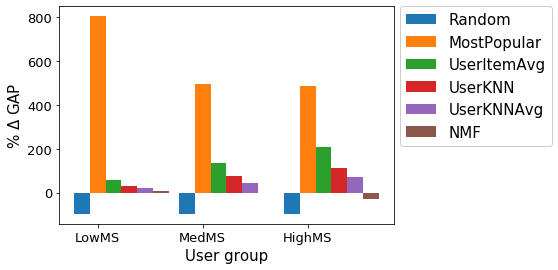 800
600
400
200
0
% Δ GAP
LowMS
MedMS
HighMS
User group
Random
MostPopular
UserItemAvg
UserKNN
UserKNNAvg
NMF